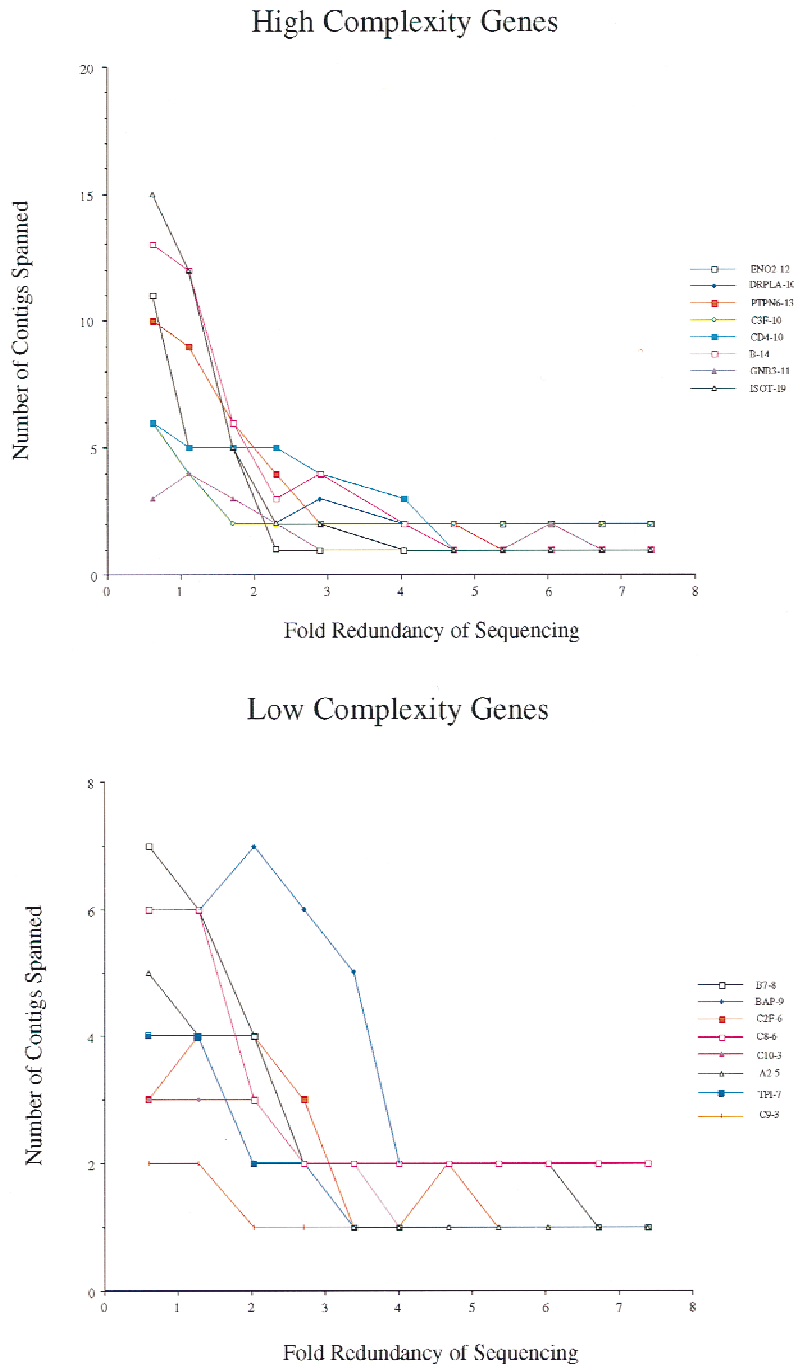 High Complexity Genes
20
15
10
5
0
0 1 2 3 4 5 6 7 8
Number of Contigs Spanned
Fold Redundancy of Sequencing
ENO2-12
DRPLA-10
PTPN6-13
C3F-10
CD4-10
B-14
GNB3-11
ISOT-19
Low Complexity Genes
8
6
4
2
0
0 1 2 3 4 5 6 7 8
Number of Contigs Spanned
Fold Redundancy of Sequencing
B7-8
BAP-9
C2F-6
C8-6
C10-3
A2-5
TPI-7
C9-3